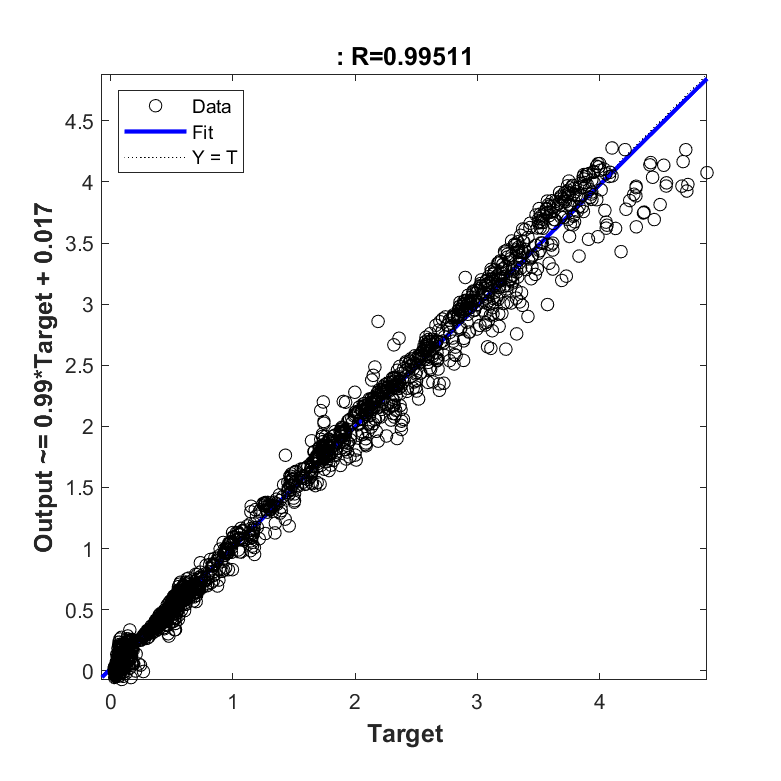 : R=0.99511
Data
Fit
Y = T
4.5
4
3.5
3
2.5
2
1.5
1
0.5
0
Output ~= 0.99*Target + 0.017
0 1 2 3 4
Target